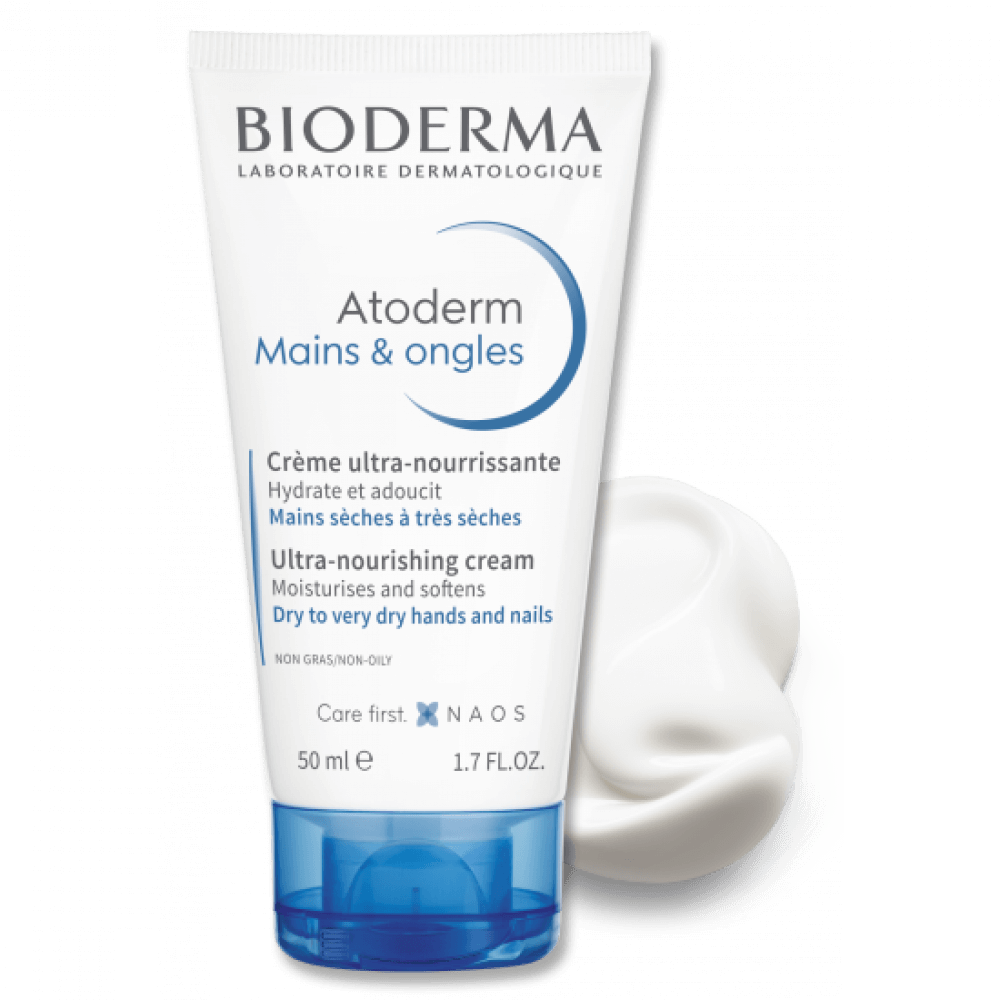 BIODERMA
LABORATOIRE DERMATOLOGIQUE
Atoderm
Mains & ongles
Crème ultra-nourrissante
Hydrate et adoucit
Mains sèches à très sèches
Ultra-nourishing cream
Moisturises and softens
Dry to very dry hands and nails
NON GRAS/NON-OILY
Care first. NAOS
50 ml ℮ 1.7 FL.OZ.